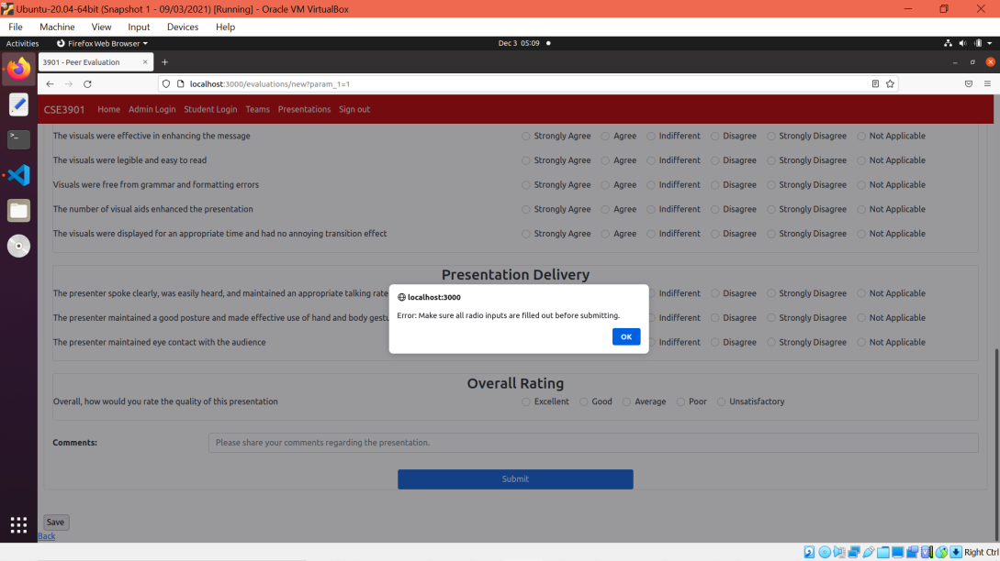 Ubuntu-20.04-64bit (Snapshot 1 - 09/03/2021) [Running] - Oracle VM VirtualBox
File Machine View Input Devices Help
Activities Firefox Web Browser Dec 3 05:09
3901 - Peer Evaluation
localhost:3000/evaluations/new?param_1=1
CSE3901 Home Admin Login Student Login Teams Presentations Sign out
The visuals were effective in enhancing the message Strongly Agree Agree Indifferent Disagree Strongly Disagree Not Applicable
The visuals were legible and easy to read Strongly Agree Agree Indifferent Disagree Strongly Disagree Not Applicable
Visuals were free from grammar and formatting errors Strongly Agree Agree Indifferent Disagree Strongly Disagree Not Applicable
The number of visual aids enhanced the presentation Strongly Agree Agree Indifferent Disagree Strongly Disagree Not Applicable
The visuals were displayed for an appropriate time and had no annoying transition effect Strongly Agree Agree Indifferent Disagree Strongly Disagree Not Applicable
Presentation Delivery
The presenter spoke clearly, was easily heard, and maintained an appropriate talking rate Indifferent Disagree Strongly Disagree Not Applicable
The presenter maintained a good posture and made effective use of hand and body gestu Indifferent Disagree Strongly Disagree Not Applicable
The presenter maintained eye contact with the audience Indifferent Disagree Strongly Disagree Not Applicable
localhost:3000
Error: Make sure all radio inputs are filled out before submitting.
OK
Overall Rating
Overall, how would you rate the quality of this presentation Excellent Good Average Poor Unsatisfactory
Comments: Please share your comments regarding the presentation.
Submit
Save
Back
Right Ctrl